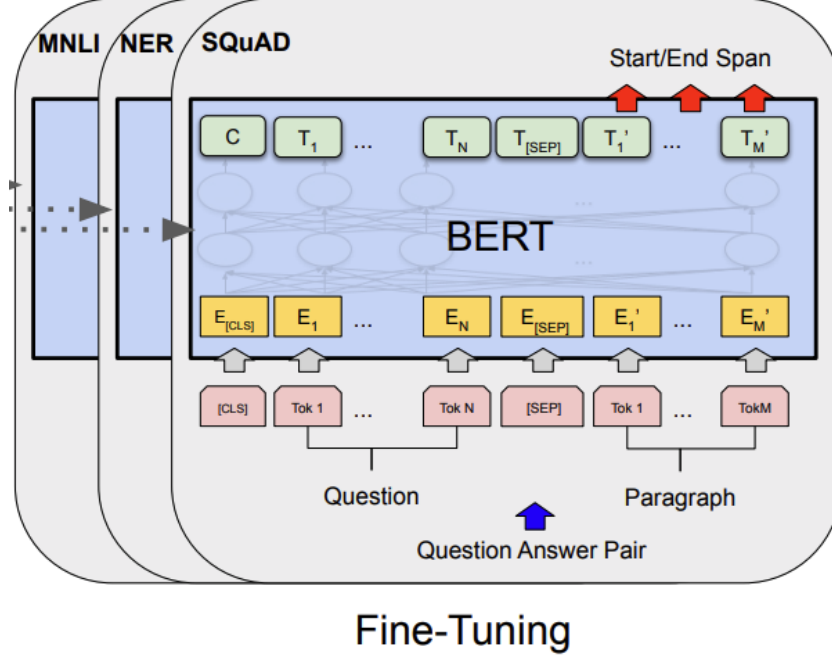 MNLI NER SQuAD
Start/End Span
C T1 ... TN T[SEP] T1' ... TM'
...
BERT
...
E[CLS] E1 ... EN E[SEP] E1' ... EM'
[CLS] Tok 1 ... Tok N [SEP] Tok 1 ... TokM
Question Paragraph
Question Answer Pair
Fine-Tuning